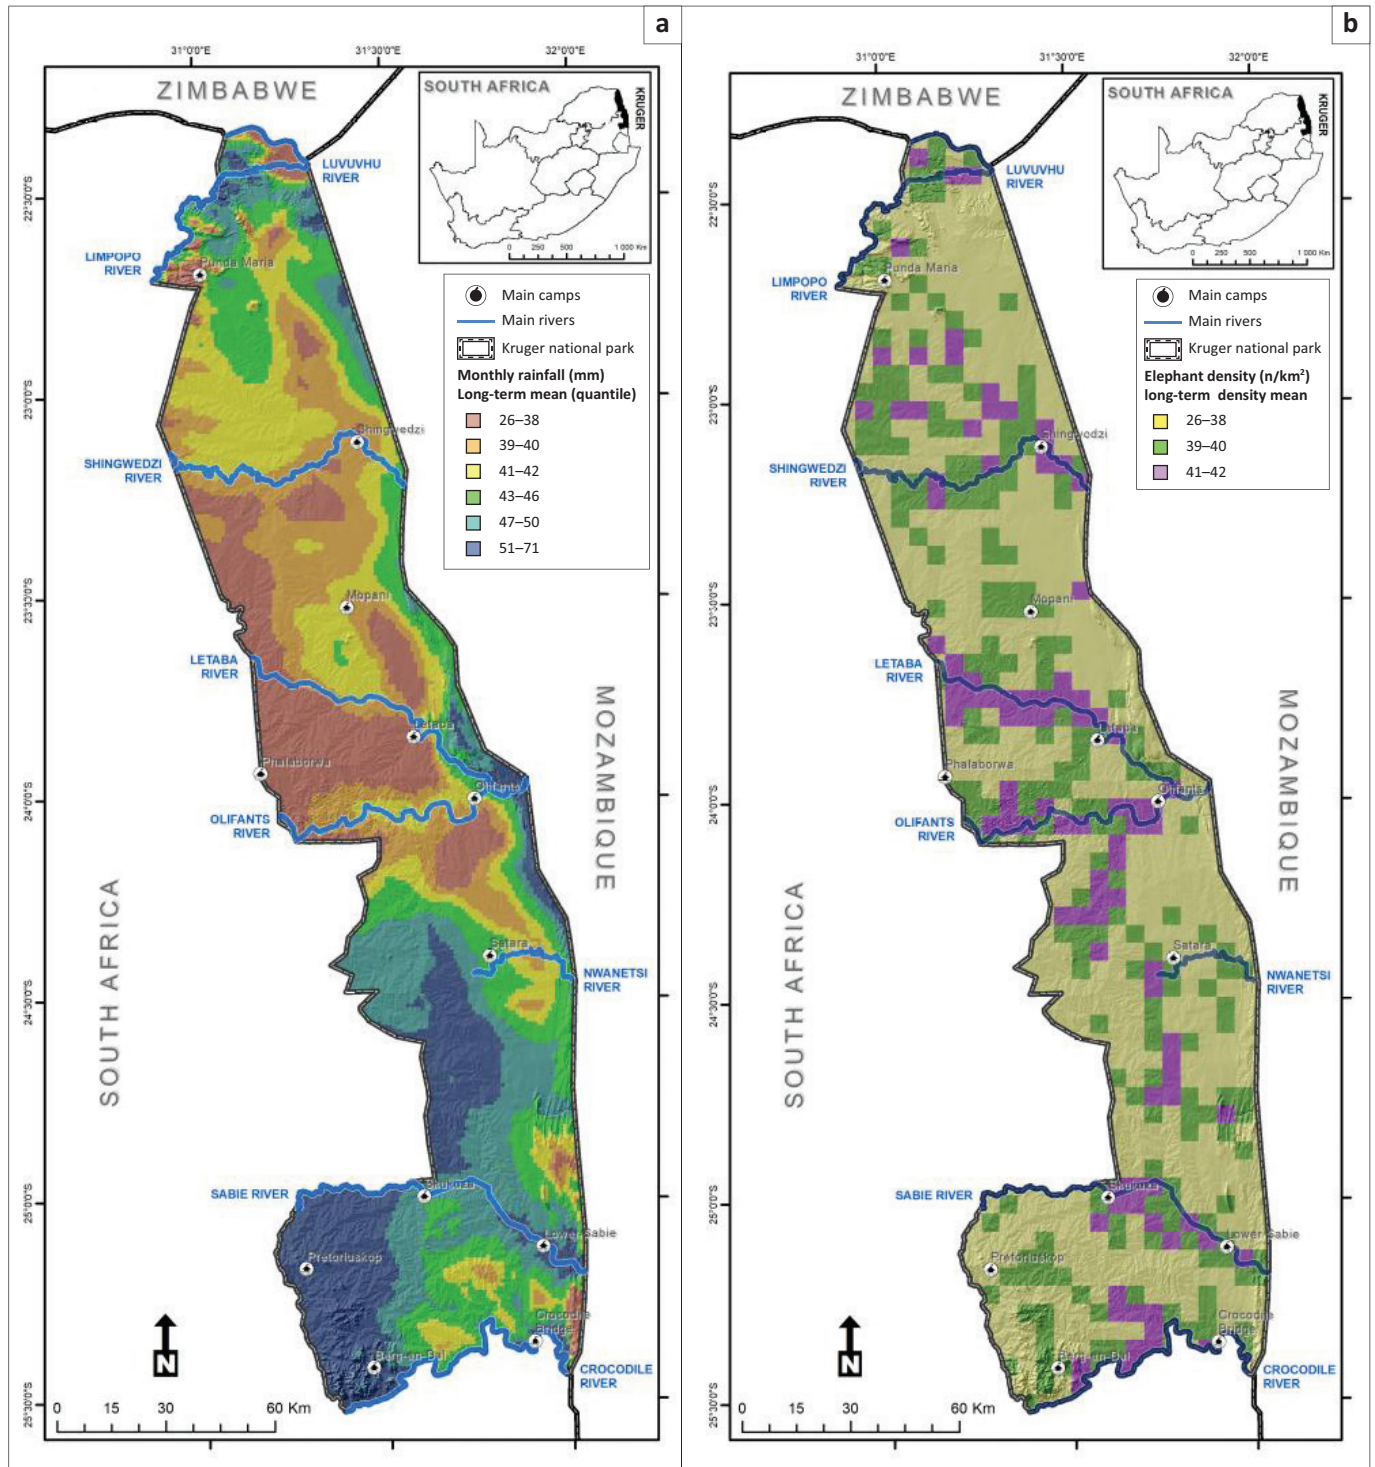 a
31°0'0"E
31°30'0"E
32°0'0"E
ZIMBABWE
SOUTH AFRICA
KRUGER
0 250 500 1 000 Km
LUVUVHU
RIVER
LIMPOPO
RIVER
Punda Maria
22°30'0"S
Main camps
Main rivers
Kruger national park
Monthly rainfall (mm)
Long-term mean (quantile)
26–38
39–40
41–42
43–46
47–50
51–71
23°0'0"S
Shingwedzi
SHINGWEDZI
RIVER
23°30'0"S
Mopani
LETABA
RIVER
Letaba
Phalaborwa
24°0'0"S
Olifants
OLIFANTS
RIVER
MOZAMBIQUE
SOUTH AFRICA
Satara
NWANETSI
RIVER
24°30'0"S
SABIE RIVER
Skukuza
25°0'0"S
Lower Sabie
Pretoriuskop
Crocodile
Bridge
Berg-en-Dal
CROCODILE
RIVER
N
25°30'0"S
0 15 30 60 Km
b
31°0'0"E
31°30'0"E
32°0'0"E
ZIMBABWE
SOUTH AFRICA
KRUGER
0 250 500 1 000 Km
LUVUVHU
RIVER
LIMPOPO
RIVER
Punda Maria
22°30'0"S
Main camps
Main rivers
Kruger national park
Elephant density (n/km²)
long-term density mean
26–38
39–40
41–42
23°0'0"S
Shingwedzi
SHINGWEDZI
RIVER
23°30'0"S
Mopani
LETABA
RIVER
Letaba
Phalaborwa
24°0'0"S
Olifants
OLIFANTS
RIVER
MOZAMBIQUE
SOUTH AFRICA
Satara
NWANETSI
RIVER
24°30'0"S
SABIE RIVER
Skukuza
25°0'0"S
Lower Sabie
Pretoriuskop
Crocodile
Bridge
Berg-en-Dal
CROCODILE
RIVER
N
25°30'0"S
0 15 30 60 Km